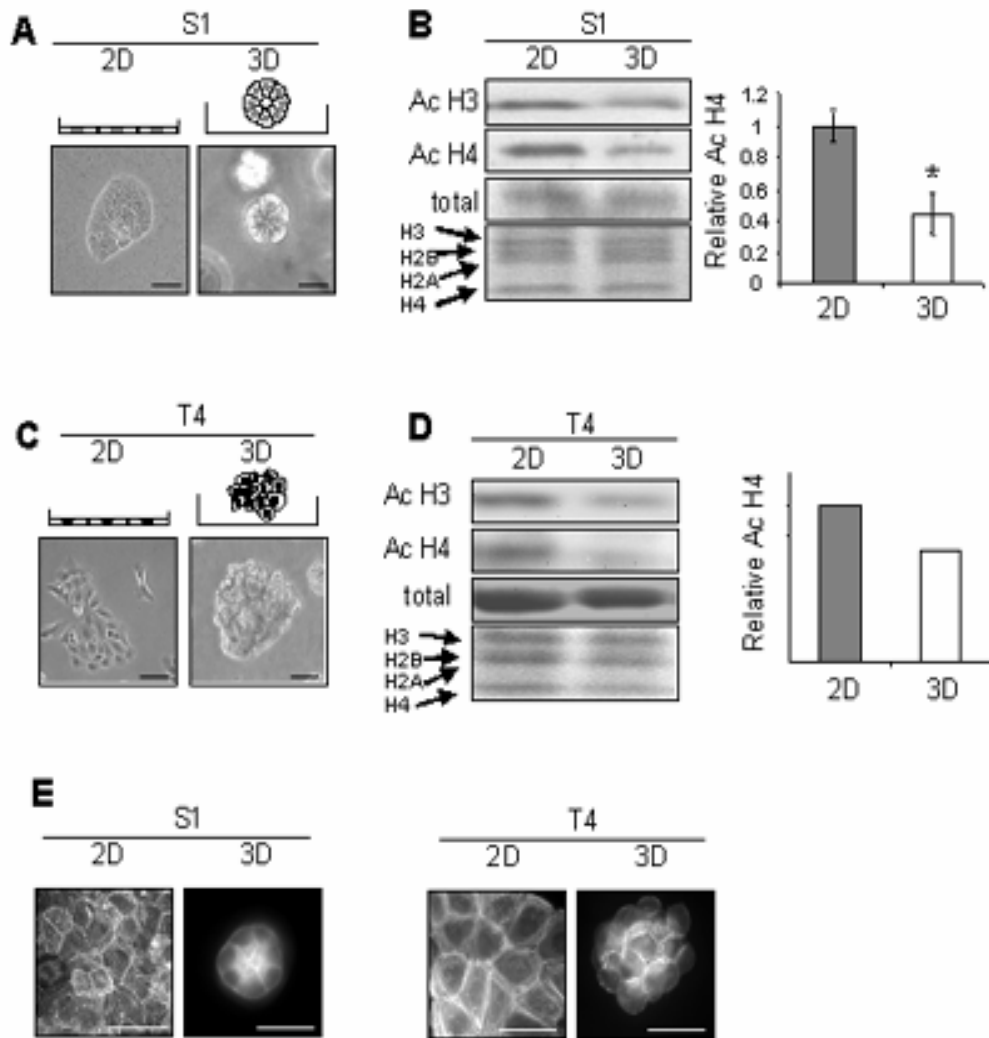 A
S1
2D 3D
B
S1
2D 3D
Ac H3
Ac H4
total
H3
H2B
H2A
H4
Relative Ac H4
1.2
1
0.8
0.6
0.4
0.2
0
*
2D 3D
C
T4
2D 3D
D
T4
2D 3D
Ac H3
Ac H4
total
H3
H2B
H2A
H4
Relative Ac H4
2D 3D
E
S1
2D 3D
T4
2D 3D